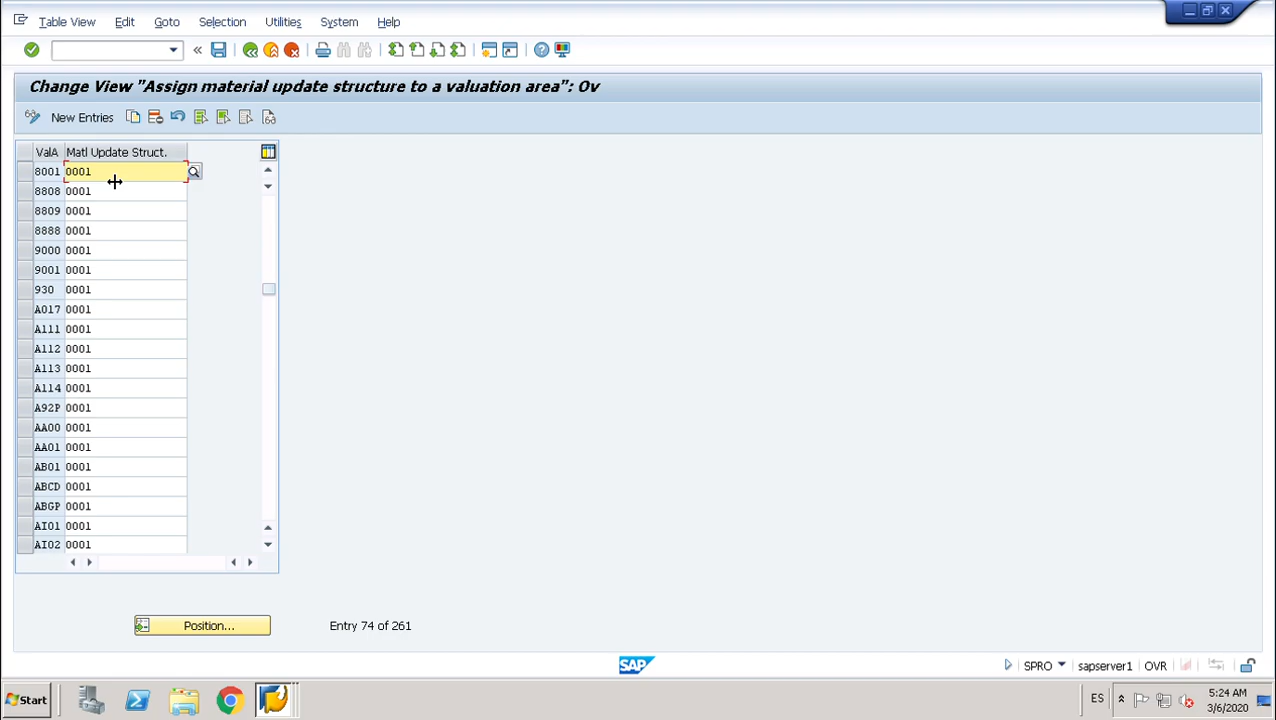 Table View Edit Goto Selection Utilities System Help
Change View "Assign material update structure to a valuation area": Ov
New Entries
ValA Matl Update Struct.
8001 0001
8808 0001
8809 0001
8888 0001
9000 0001
9001 0001
930 0001
A017 0001
A111 0001
A112 0001
A113 0001
A114 0001
A92P 0001
AA00 0001
AA01 0001
AB01 0001
ABCD 0001
ABGP 0001
AI01 0001
AI02 0001
Position... Entry 74 of 261
SAP SPRO sapserver1 OVR
Start ES 5:24 AM
3/6/2020